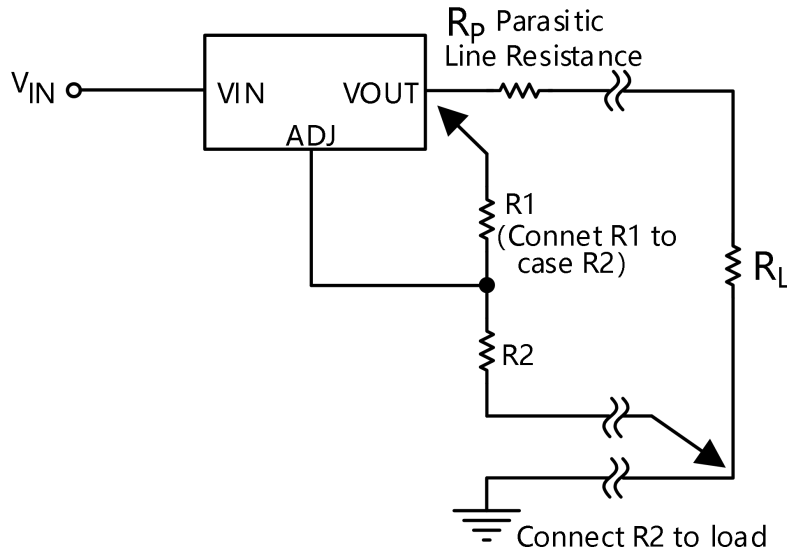 RP Parasitic
Line Resistance
VIN
VIN
VOUT
ADJ
R1
(Connet R1 to
case R2)
RL
R2
Connect R2 to load